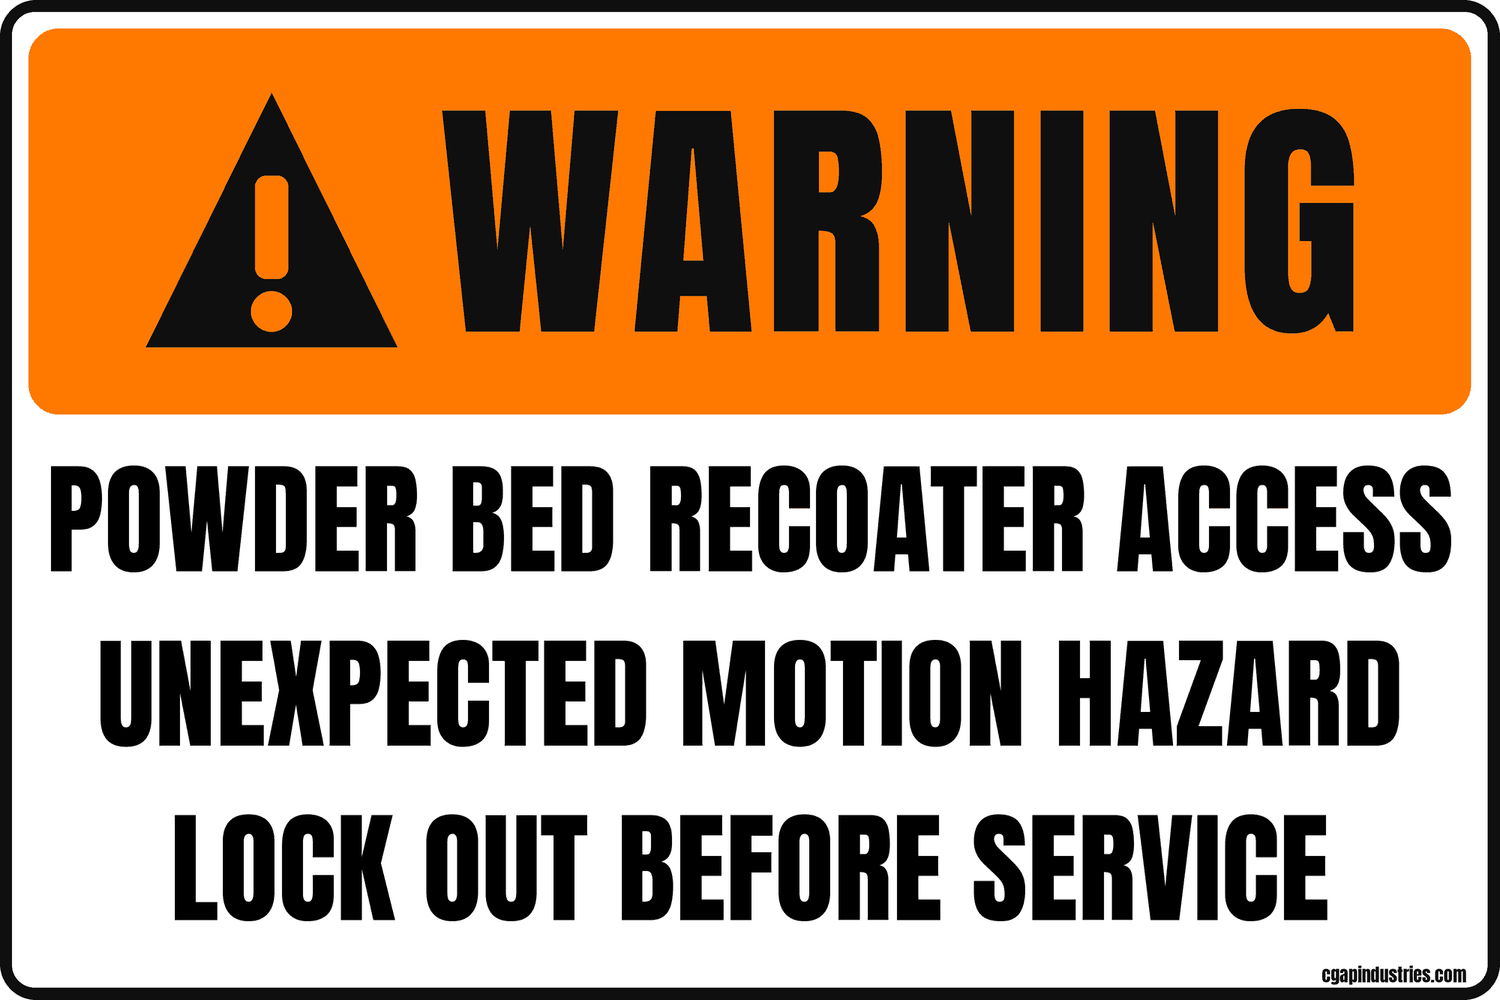 WARNING
POWDER BED RECOATER ACCESS
UNEXPECTED MOTION HAZARD
LOCK OUT BEFORE SERVICE
cgapindustries.com